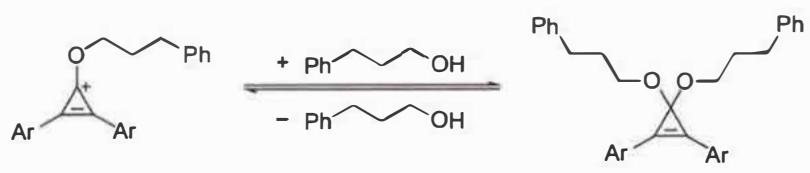 O Ph
+
Ar Ar
+ Ph OH
− Ph OH
Ph Ph
O O
Ar Ar